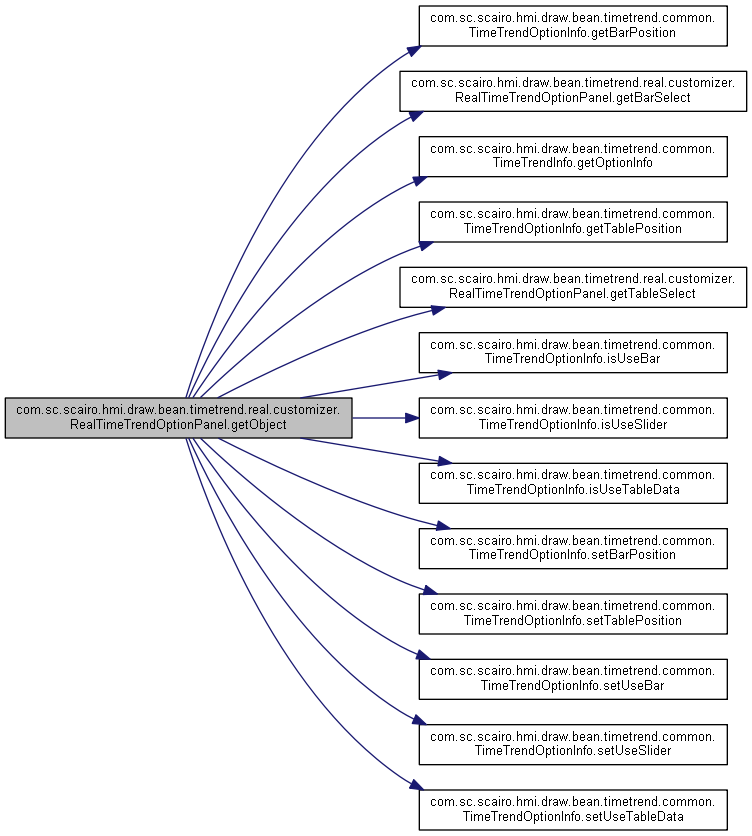 com.sc.scairo.hmi.draw.bean.timetrend.common.
TimeTrendOptionInfo.getBarPosition
com.sc.scairo.hmi.draw.bean.timetrend.real.customizer.
RealTimeTrendOptionPanel.getBarSelect
com.sc.scairo.hmi.draw.bean.timetrend.common.
TimeTrendInfo.getOptionInfo
com.sc.scairo.hmi.draw.bean.timetrend.common.
TimeTrendOptionInfo.getTablePosition
com.sc.scairo.hmi.draw.bean.timetrend.real.customizer.
RealTimeTrendOptionPanel.getTableSelect
com.sc.scairo.hmi.draw.bean.timetrend.common.
TimeTrendOptionInfo.isUseBar
com.sc.scairo.hmi.draw.bean.timetrend.real.customizer.
RealTimeTrendOptionPanel.getObject
com.sc.scairo.hmi.draw.bean.timetrend.common.
TimeTrendOptionInfo.isUseSlider
com.sc.scairo.hmi.draw.bean.timetrend.common.
TimeTrendOptionInfo.isUseTableData
com.sc.scairo.hmi.draw.bean.timetrend.common.
TimeTrendOptionInfo.setBarPosition
com.sc.scairo.hmi.draw.bean.timetrend.common.
TimeTrendOptionInfo.setTablePosition
com.sc.scairo.hmi.draw.bean.timetrend.common.
TimeTrendOptionInfo.setUseBar
com.sc.scairo.hmi.draw.bean.timetrend.common.
TimeTrendOptionInfo.setUseSlider
com.sc.scairo.hmi.draw.bean.timetrend.common.
TimeTrendOptionInfo.setUseTableData